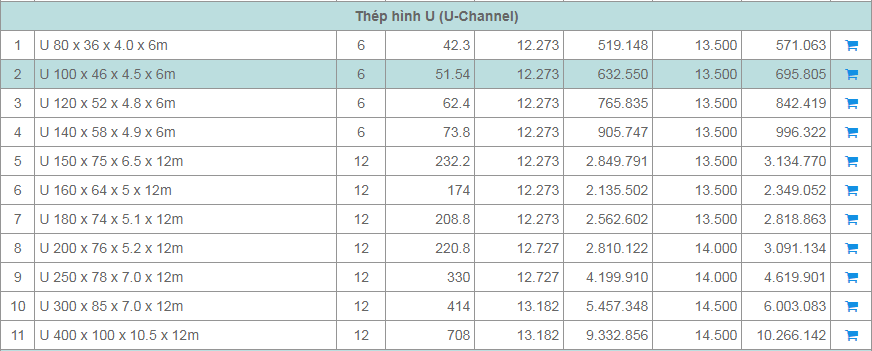 Thép hình U (U-Channel)
1 U 80 x 36 x 4.0 x 6m 6 42.3 12.273 519.148 13.500 571.063
2 U 100 x 46 x 4.5 x 6m 6 51.54 12.273 632.550 13.500 695.805
3 U 120 x 52 x 4.8 x 6m 6 62.4 12.273 765.835 13.500 842.419
4 U 140 x 58 x 4.9 x 6m 6 73.8 12.273 905.747 13.500 996.322
5 U 150 x 75 x 6.5 x 12m 12 232.2 12.273 2.849.791 13.500 3.134.770
6 U 160 x 64 x 5 x 12m 12 174 12.273 2.135.502 13.500 2.349.052
7 U 180 x 74 x 5.1 x 12m 12 208.8 12.273 2.562.602 13.500 2.818.863
8 U 200 x 76 x 5.2 x 12m 12 220.8 12.727 2.810.122 14.000 3.091.134
9 U 250 x 78 x 7.0 x 12m 12 330 12.727 4.199.910 14.000 4.619.901
10 U 300 x 85 x 7.0 x 12m 12 414 13.182 5.457.348 14.500 6.003.083
11 U 400 x 100 x 10.5 x 12m 12 708 13.182 9.332.856 14.500 10.266.142